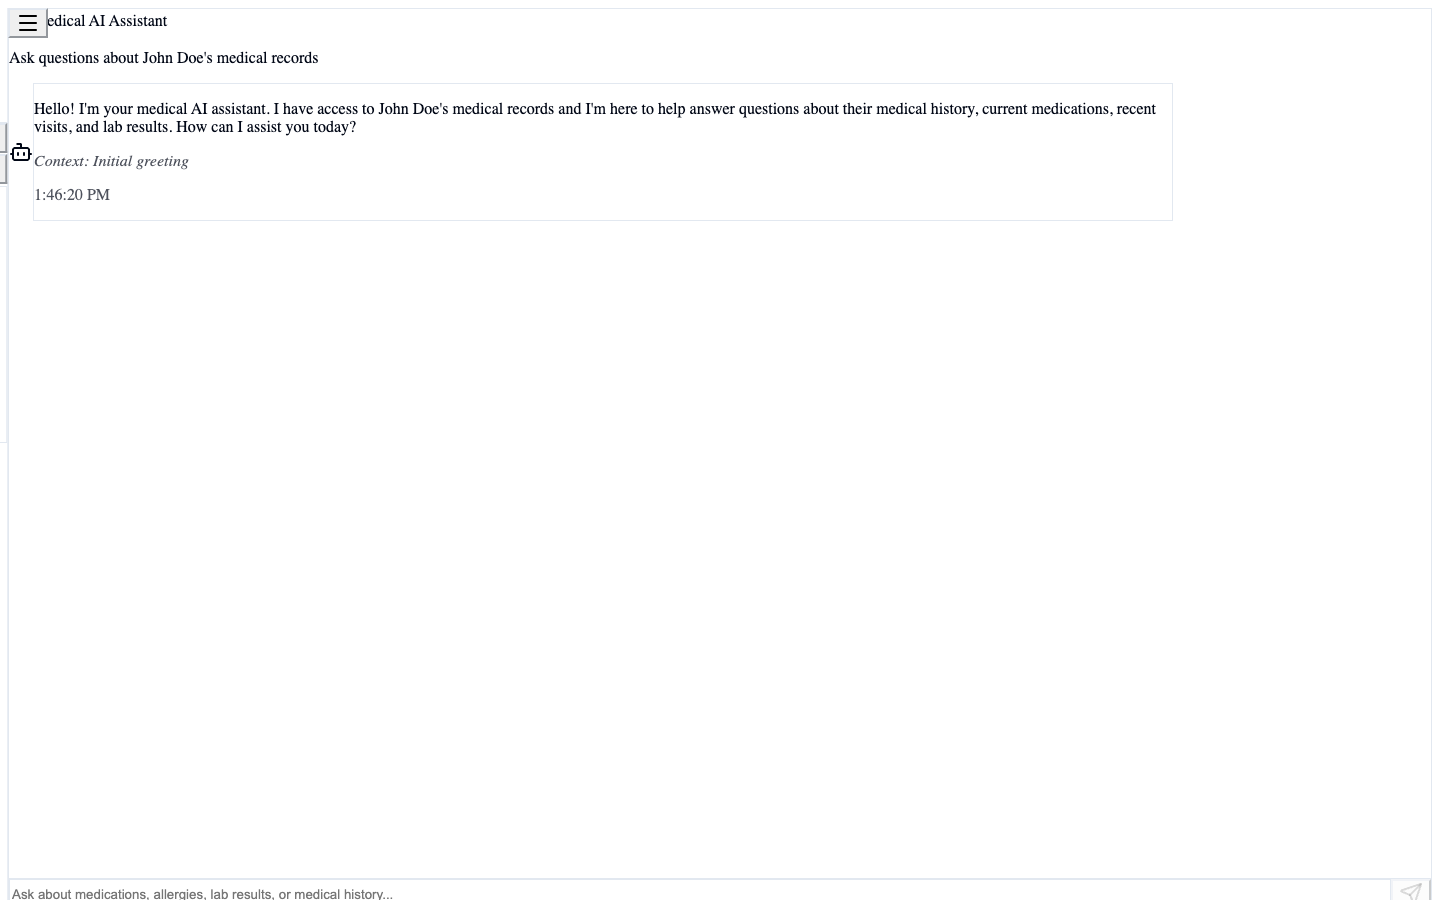 edical AI Assistant
Ask questions about John Doe's medical records
Hello! I'm your medical AI assistant. I have access to John Doe's medical records and I'm here to help answer questions about their medical history, current medications, recent
visits, and lab results. How can I assist you today?
Context: Initial greeting
1:46:20 PM
Ask about medications, allergies, lab results, or medical history...